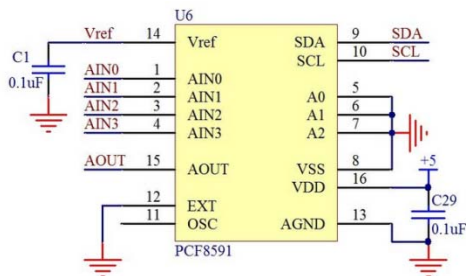 U6
C1
0.1uF
Vref 14 Vref
AIN0 1 AIN0
AIN1 2 AIN1
AIN2 3 AIN2
AIN3 4 AIN3
AOUT 15 AOUT
12 EXT
11 OSC
SDA 9 SDA
SCL 10 SCL
A0 5
A1 6
A2 7
VSS 8
VDD 16
AGND 13
+5
C29
0.1uF
PCF8591